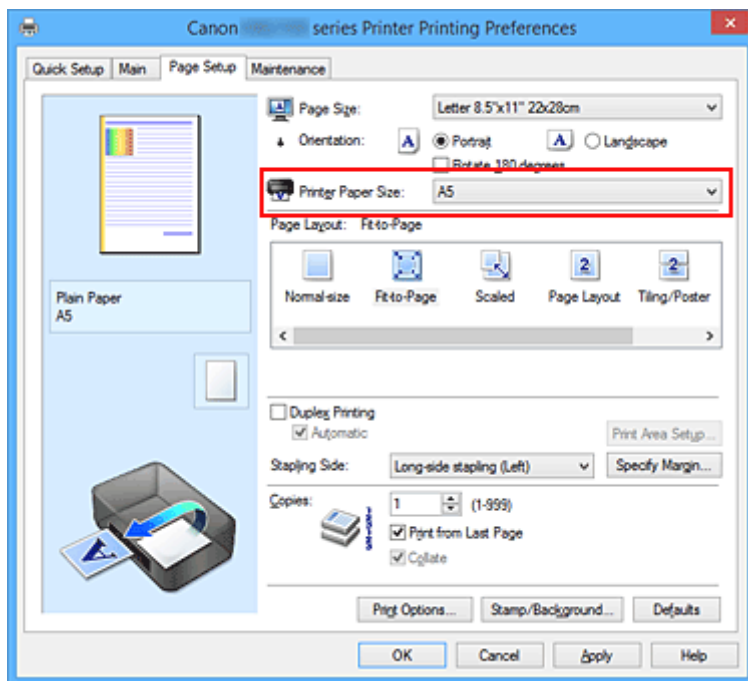 Canon series Printer Printing Preferences
Quick Setup Main Page Setup Maintenance
Page Size: Letter 8.5"x11" 22x28cm
Orientation: A Portrait A Landscape
Rotate 180 degrees
Printer Paper Size: A5
Page Layout: Fit-to-Page
2 2
Normal-size Fit-to-Page Scaled Page Layout Tiling/Poster
Plain Paper
A5
Duplex Printing
Automatic
Print Area Setup...
Stapling Side: Long-side stapling (Left) Specify Margin...
Copies: 1 (1-999)
Print from Last Page
Collate
A
Print Options... Stamp/Background... Defaults
OK Cancel Apply Help